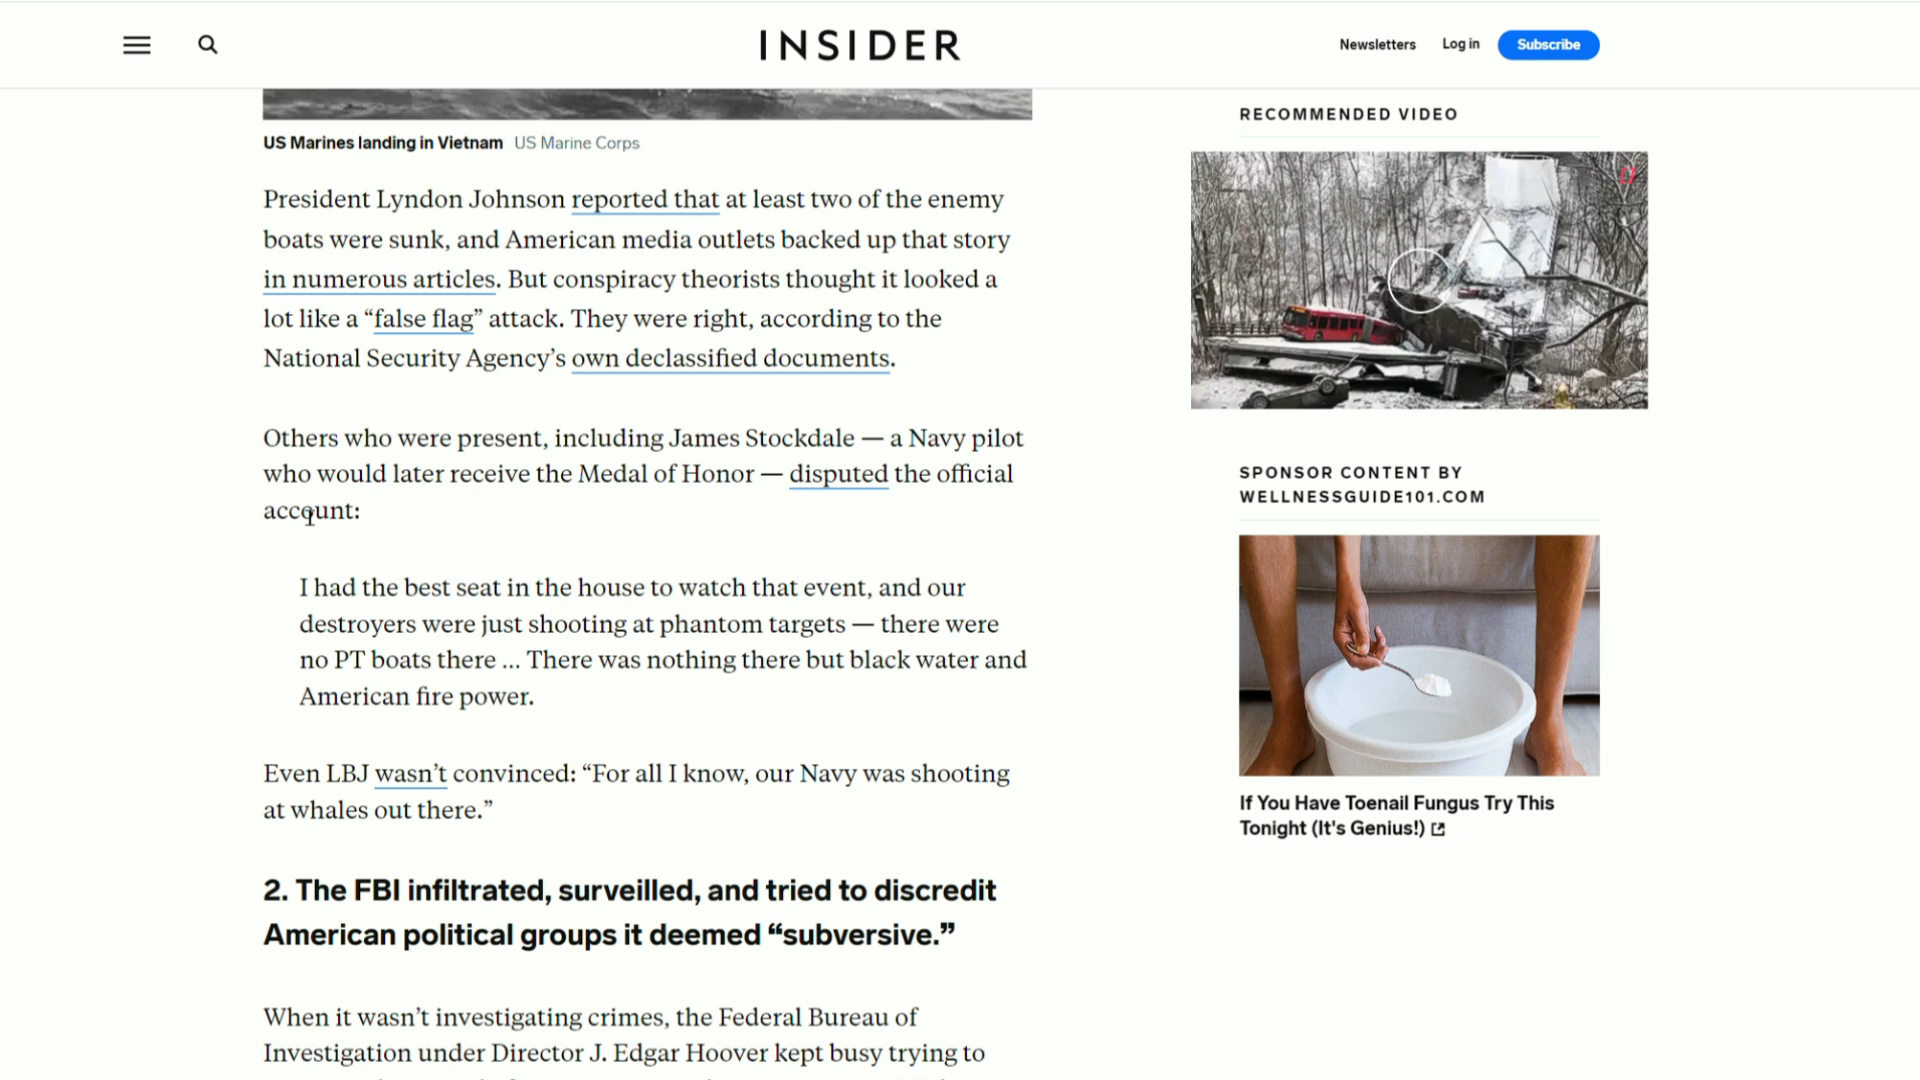 INSIDER
Newsletters
Log in
Subscribe
US Marines landing in Vietnam US Marine Corps
President Lyndon Johnson reported that at least two of the enemy
boats were sunk, and American media outlets backed up that story
in numerous articles. But conspiracy theorists thought it looked a
lot like a “false flag” attack. They were right, according to the
National Security Agency’s own declassified documents.
Others who were present, including James Stockdale — a Navy pilot
who would later receive the Medal of Honor — disputed the official
account:
I had the best seat in the house to watch that event, and our
destroyers were just shooting at phantom targets — there were
no PT boats there ... There was nothing there but black water and
American fire power.
Even LBJ wasn’t convinced: “For all I know, our Navy was shooting
at whales out there.”
2. The FBI infiltrated, surveilled, and tried to discredit
American political groups it deemed “subversive.”
When it wasn’t investigating crimes, the Federal Bureau of
Investigation under Director J. Edgar Hoover kept busy trying to
RECOMMENDED VIDEO
SPONSOR CONTENT BY
WELLNESSGUIDE101.COM
If You Have Toenail Fungus Try This
Tonight (It's Genius!)